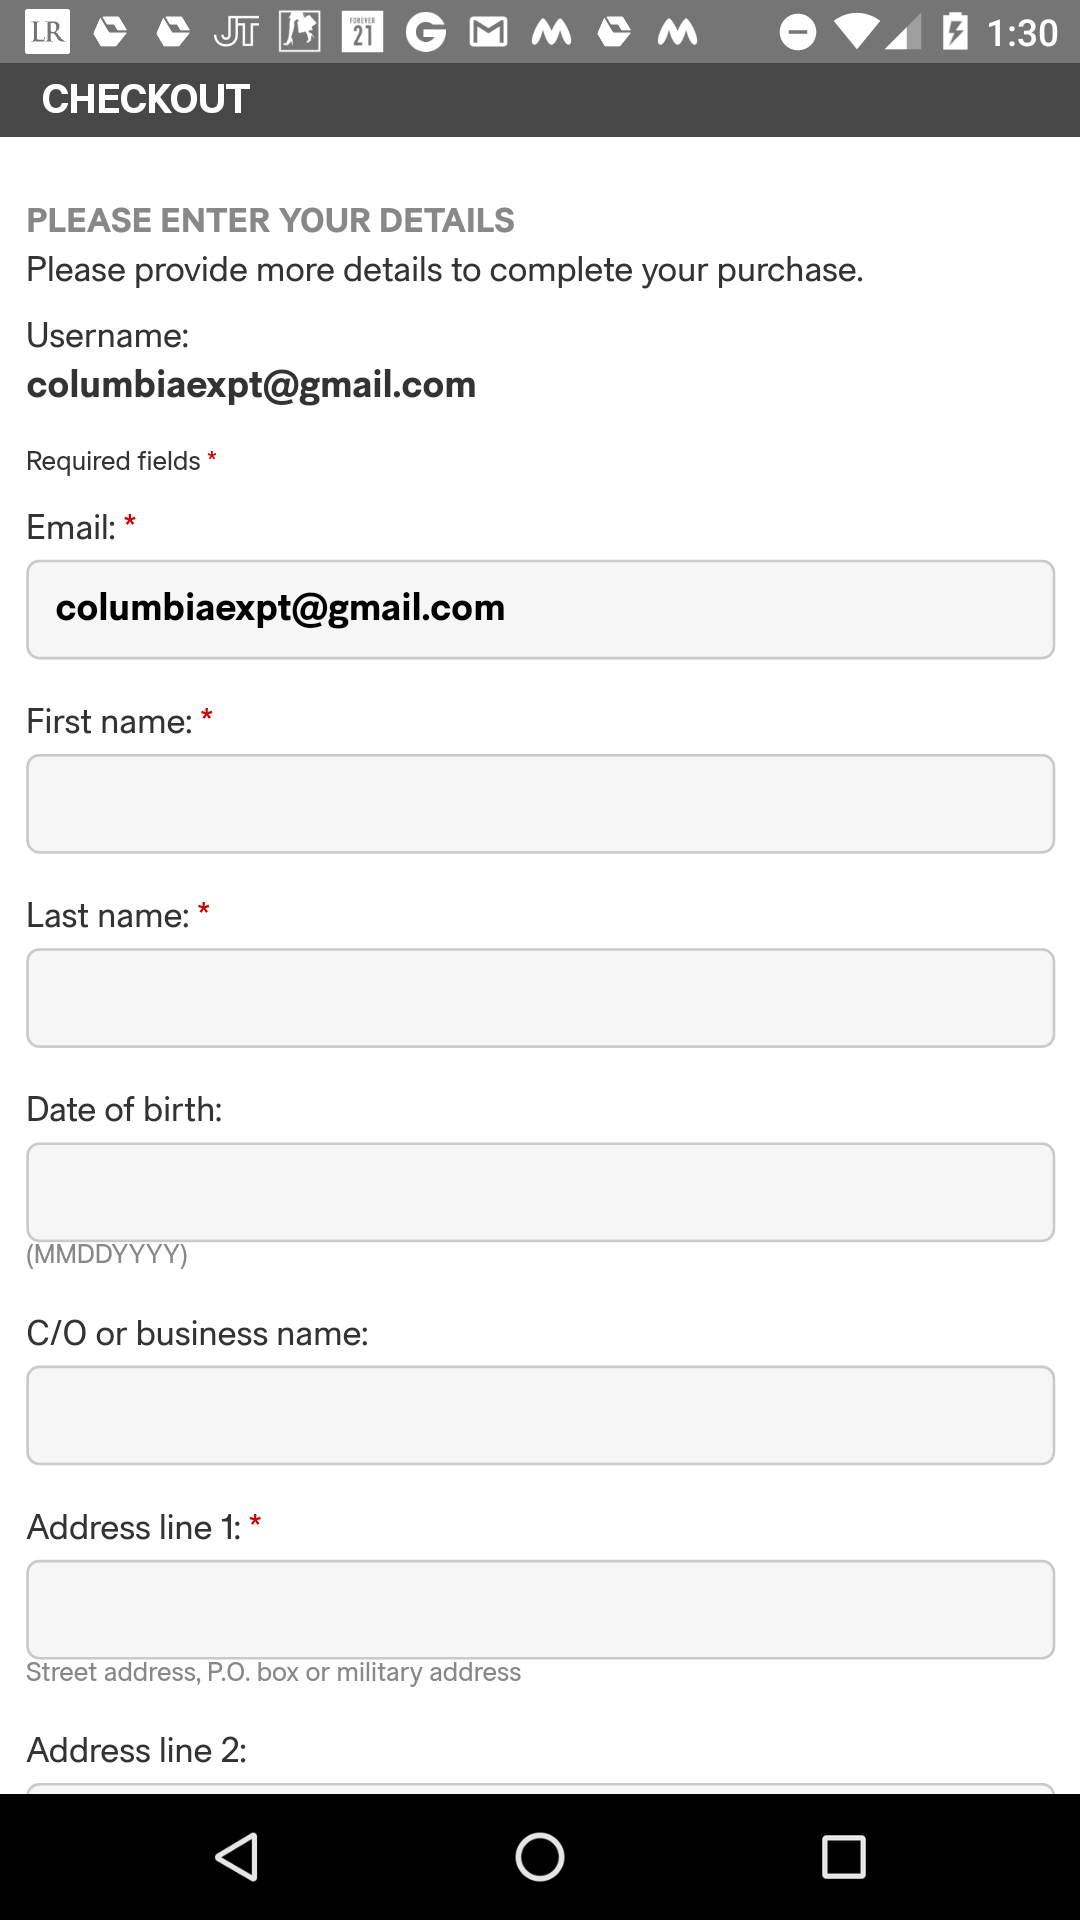 LR JT FOREVER 21 G M 1:30
CHECKOUT
PLEASE ENTER YOUR DETAILS
Please provide more details to complete your purchase.
Username:
columbiaexpt@gmail.com
Required fields *
Email: *
columbiaexpt@gmail.com
First name: *
Last name: *
Date of birth:
(MMDDYYYY)
C/O or business name:
Address line 1: *
Street address, P.O. box or military address
Address line 2: